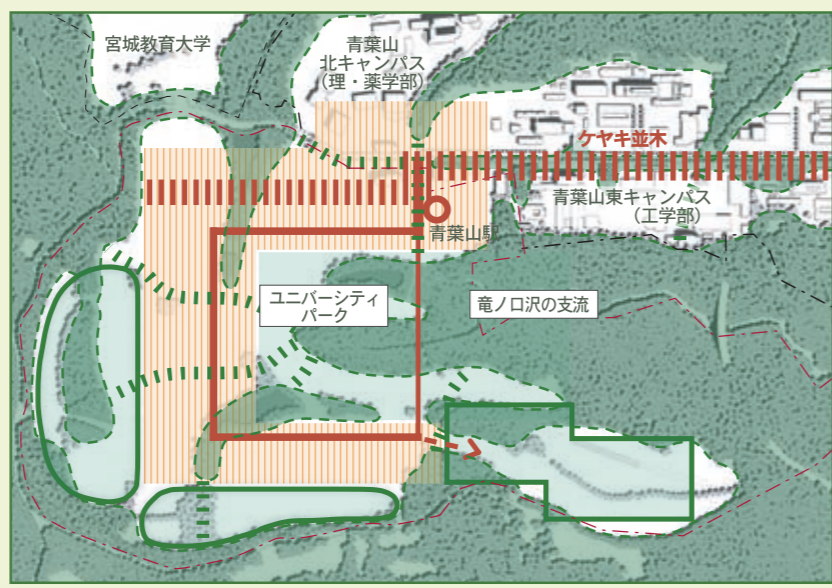 宮城教育大学
青葉山
北キャンパス
（理・薬学部）
ケヤキ並木
青葉山東キャンパス
（工学部）
青葉山駅
ユニバーシティ
パーク
竜ノ口沢の支流